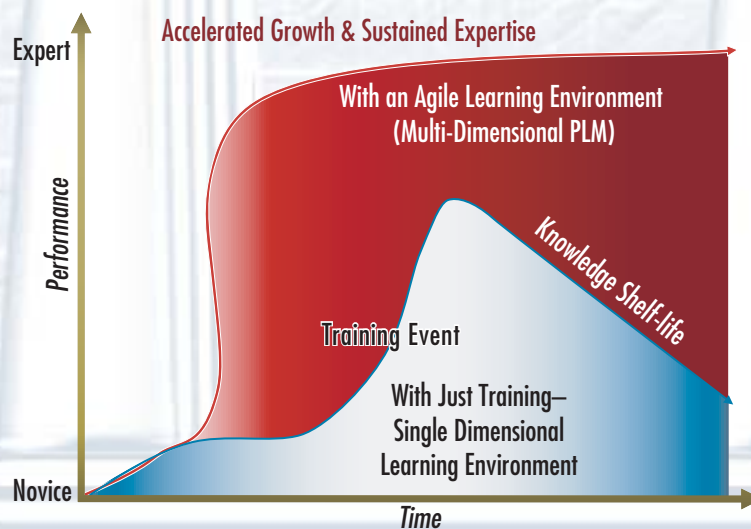 Accelerated Growth & Sustained Expertise
Expert
With an Agile Learning Environment
(Multi-Dimensional PLM)
Performance
Knowledge Shelf-life
Training Event
With Just Training–
Single Dimensional
Learning Environment
Novice
Time